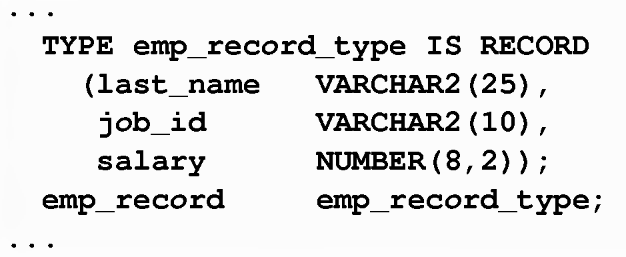 ...
TYPE emp_record_type IS RECORD
(last_name VARCHAR2(25),
job_id VARCHAR2(10),
salary NUMBER(8,2));
emp_record emp_record_type;
...